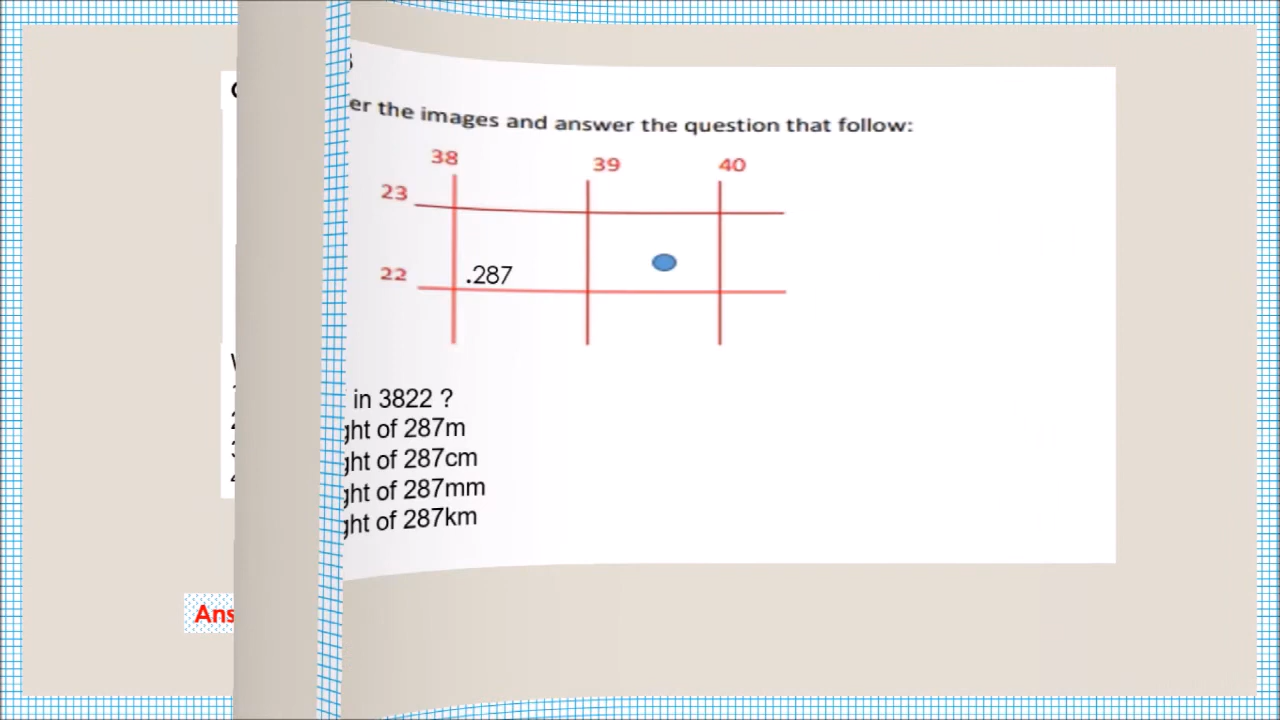 er the images and answer the question that follow:
38 39 40
23
22 .287
in 3822 ?
ght of 287m
ght of 287cm
ght of 287mm
ght of 287km
Ans